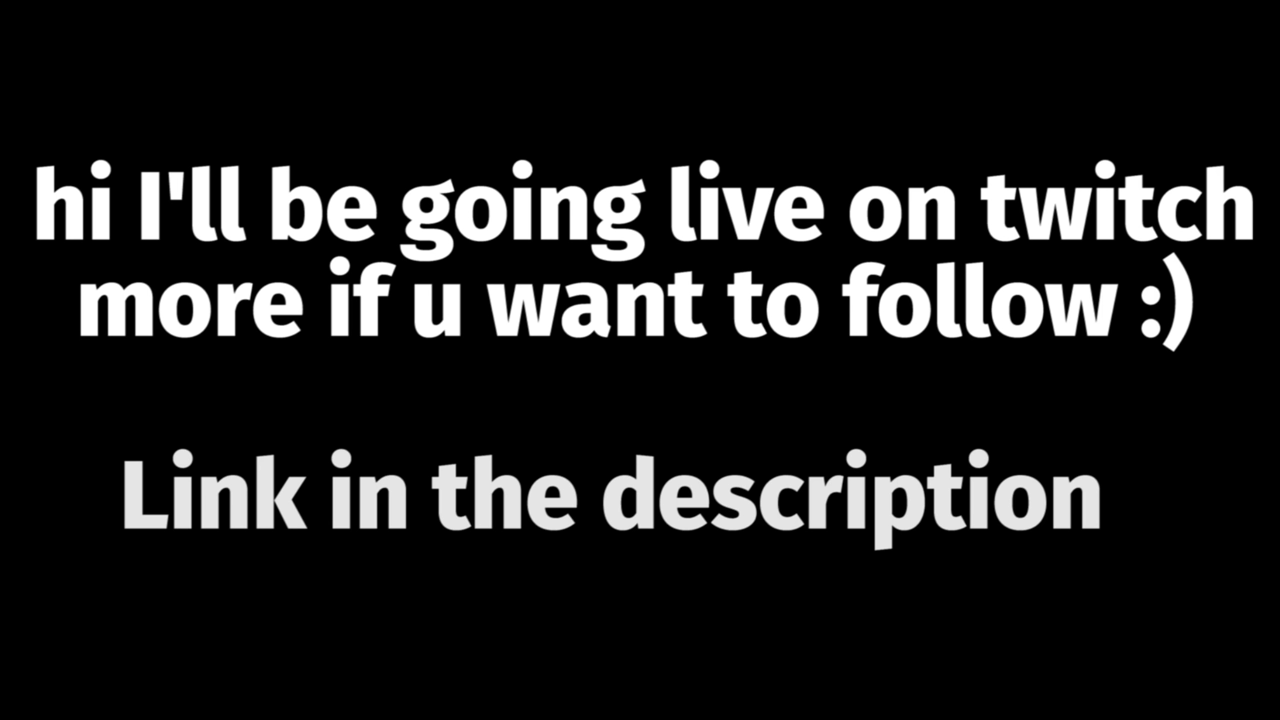 hi I'll be going live on twitch
more if u want to follow :)
Link in the description